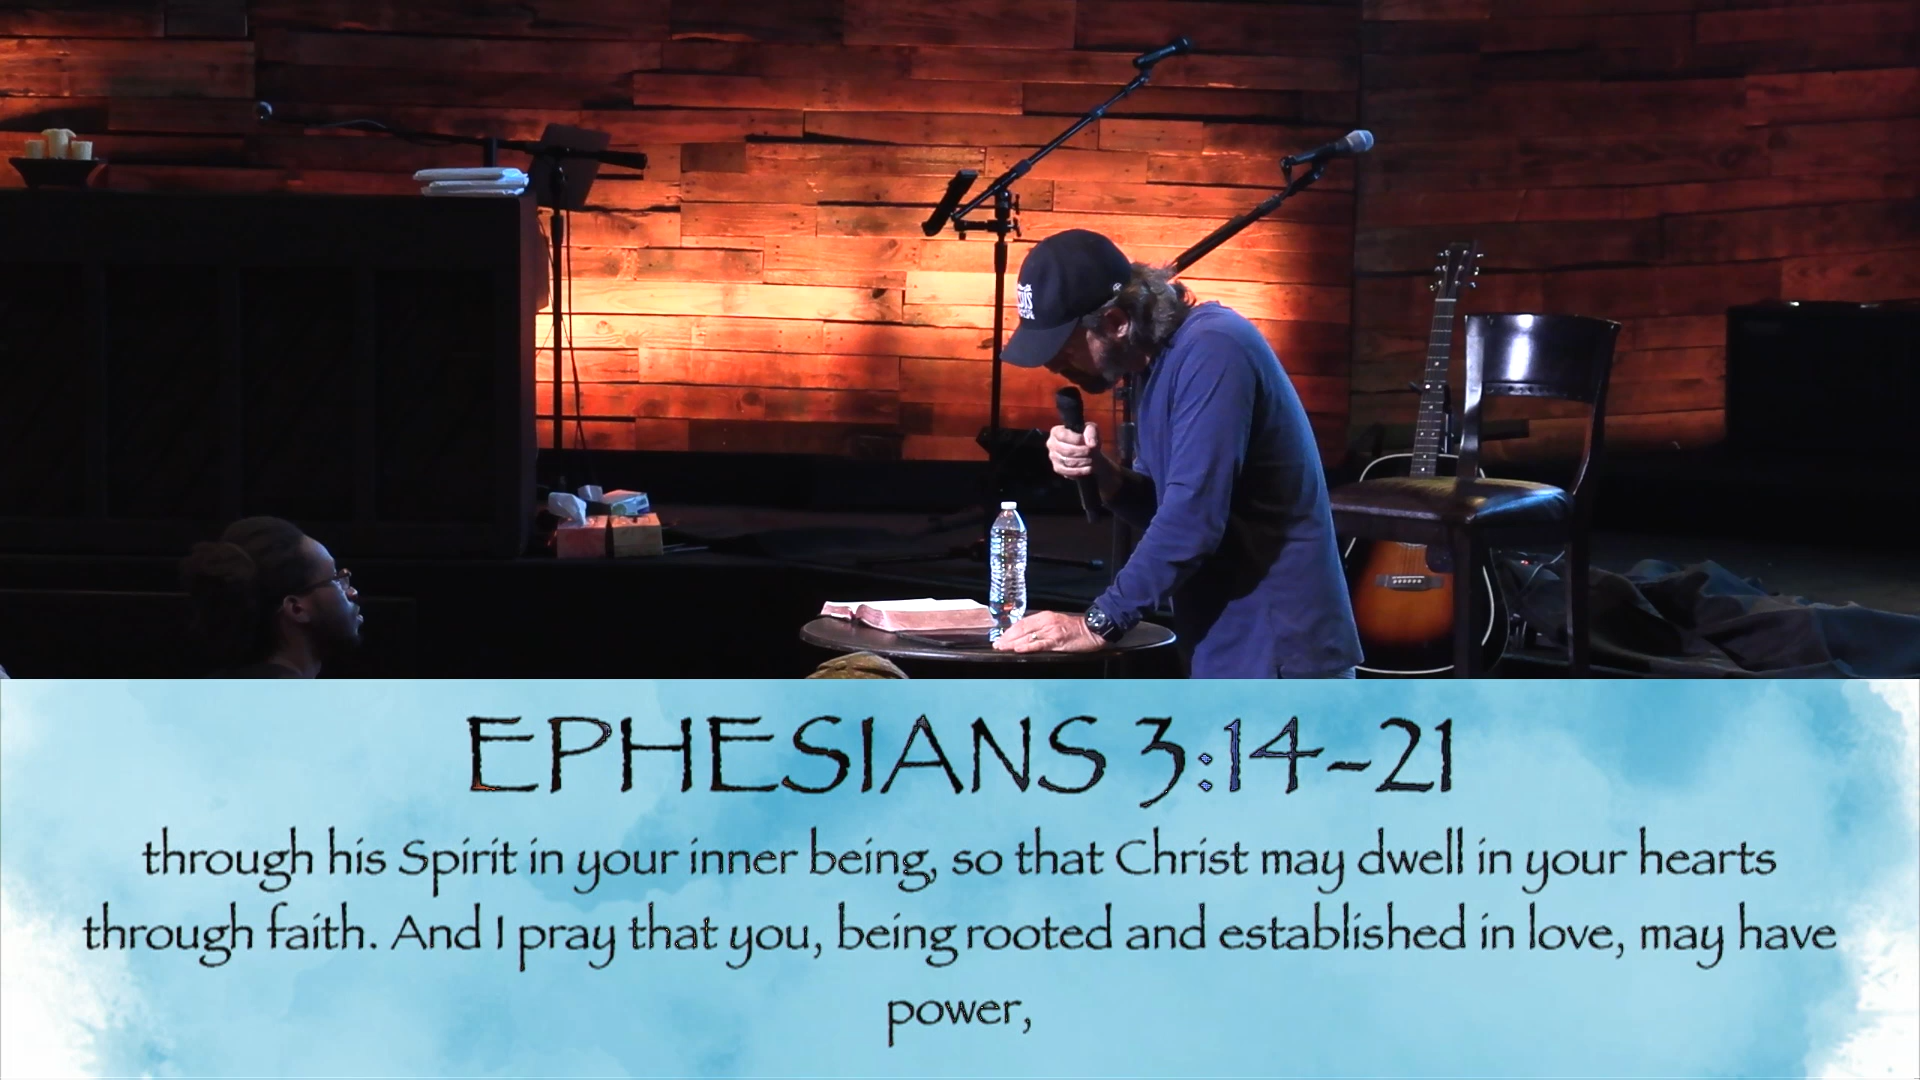 EPHESIANS 3:14-21
through his Spirit in your inner being, so that Christ may dwell in your hearts
through faith. And I pray that you, being rooted and established in love, may have
power,